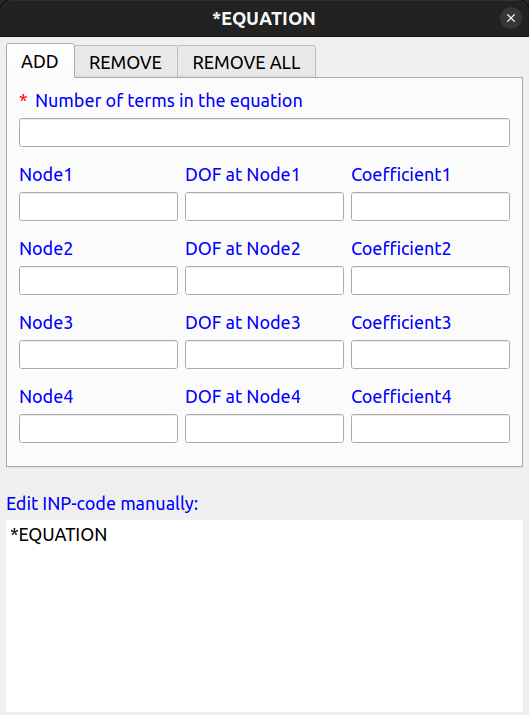 *EQUATION
ADD REMOVE REMOVE ALL
* Number of terms in the equation
Node1 DOF at Node1 Coefficient1
Node2 DOF at Node2 Coefficient2
Node3 DOF at Node3 Coefficient3
Node4 DOF at Node4 Coefficient4
Edit INP-code manually:
*EQUATION